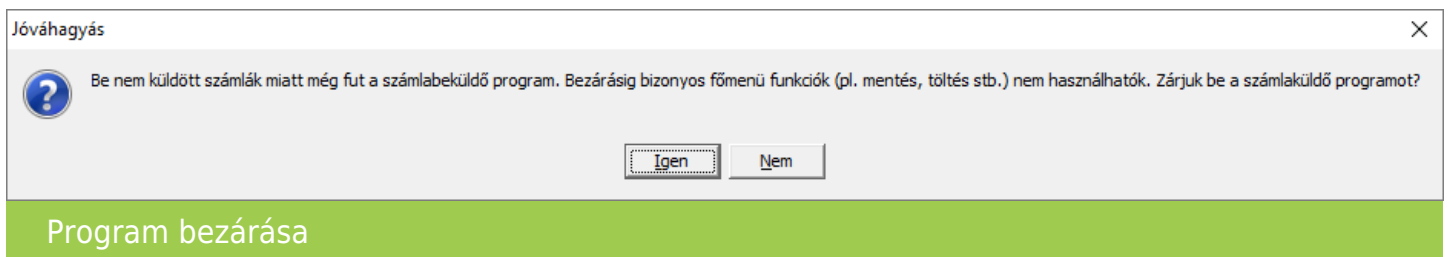 Jóváhagyás
Be nem küldött számlák miatt még fut a számlabeküldő program. Bezárásig bizonyos főmenü funkciók (pl. mentés, töltés stb.) nem használhatók. Zárjuk be a számlaküldő programot?
Igen
Nem
Program bezárása